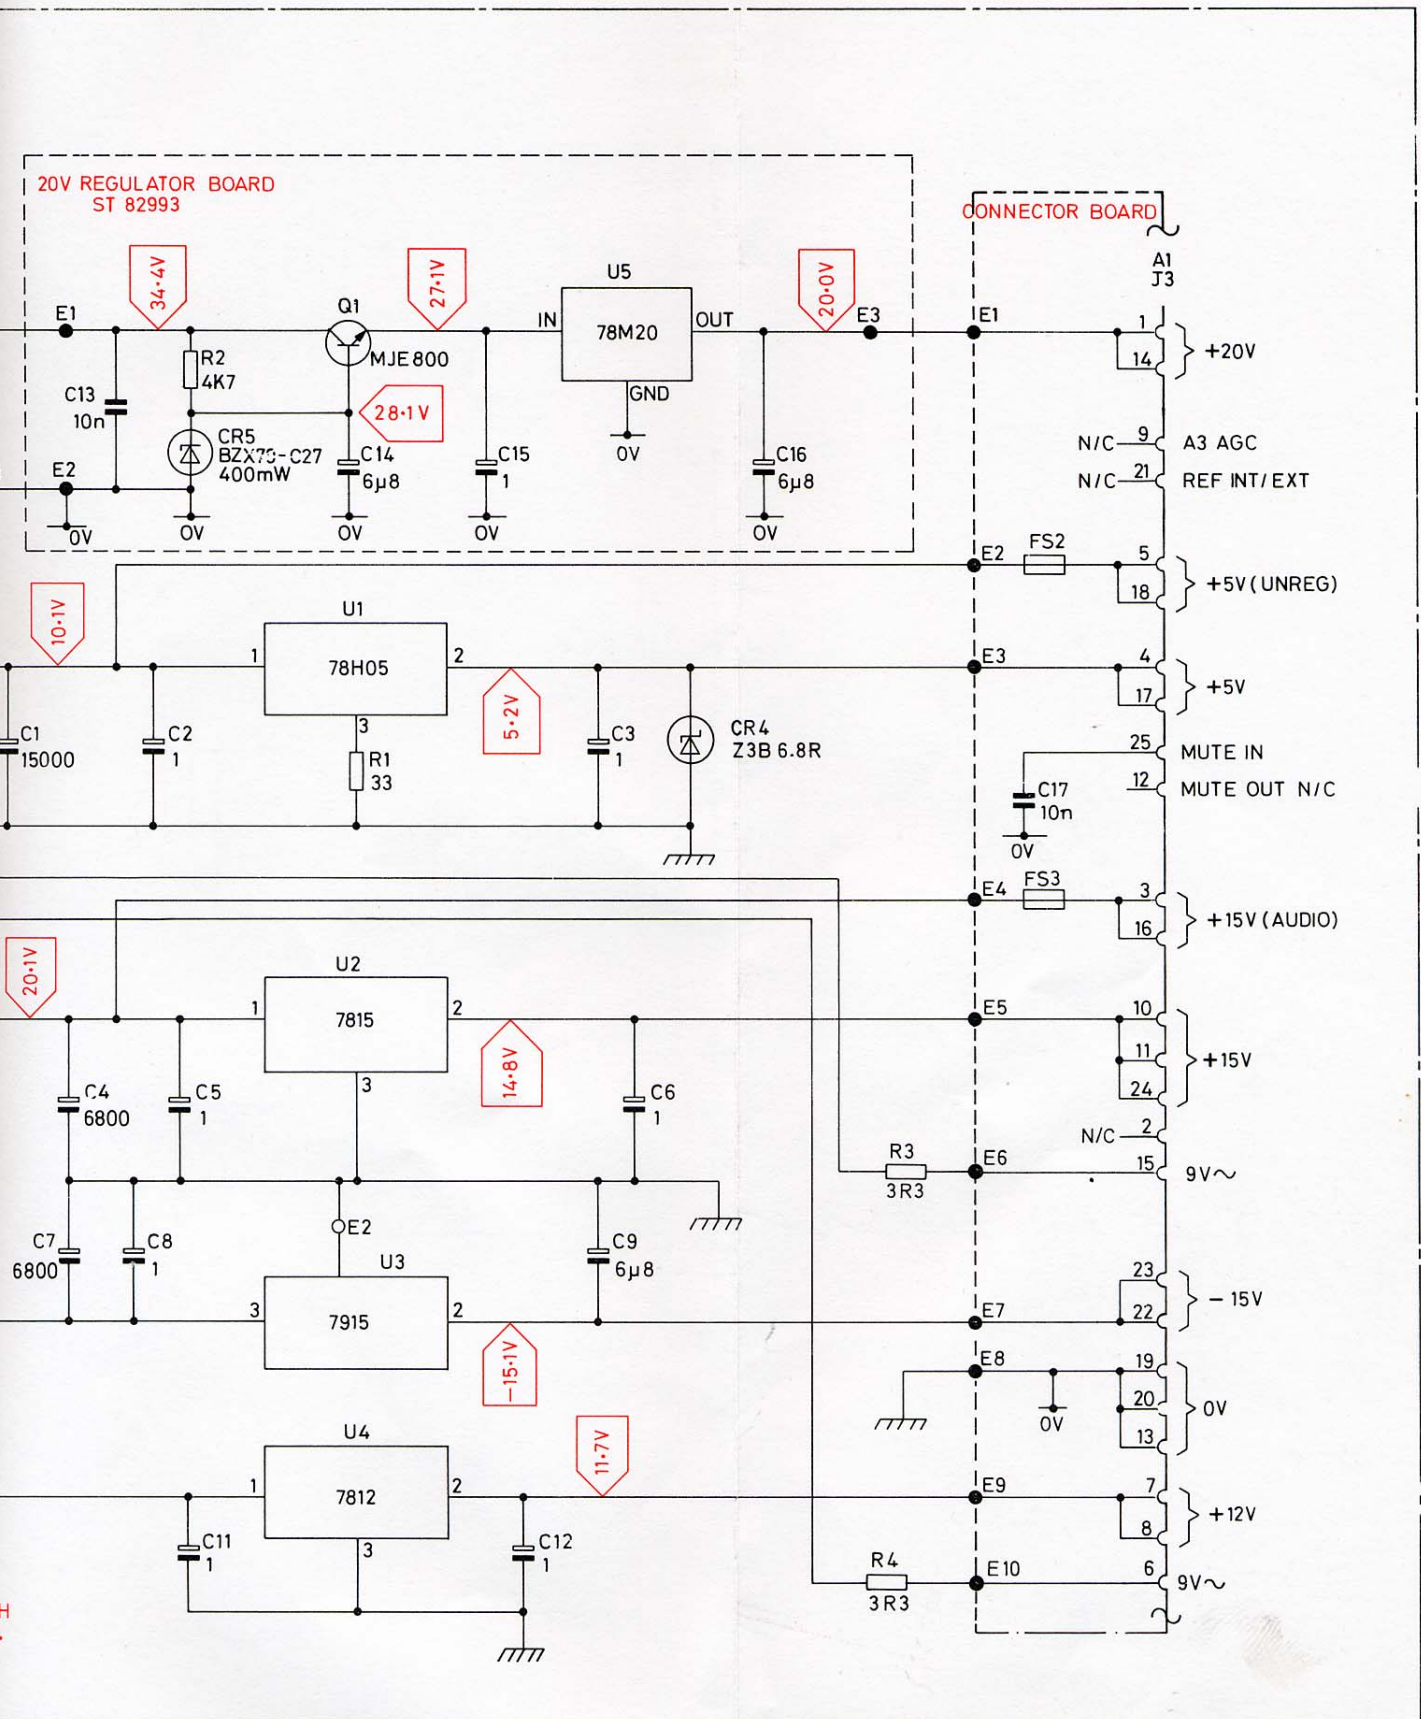 20V REGULATOR BOARD
ST 82993
CONNECTOR BOARD
A1
J3
34·4V
27·1V
20·0V
U5
E1
Q1
IN
78M20
OUT
E3
E1
1
14
+20V
R2
4K7
MJE800
GND
0V
C13
10n
28·1V
CR5
400mW
C14
6µ8
C15
1
C16
6µ8
N/C
9
A3 AGC
N/C
21
REF INT/EXT
E2
0V
0V
0V
0V
0V
E2
FS2
5
18
+5V (UNREG)
10·1V
U1
1
78H05
2
E3
4
17
+5V
3
5·2V
C1
15000
C2
1
R1
33
C3
1
CR4
Z3B 6.8R
25
MUTE IN
12
MUTE OUT N/C
C17
10n
0V
E4
FS3
3
16
+15V (AUDIO)
20·1V
U2
1
7815
2
E5
10
11
24
+15V
3
14·8V
C4
6800
C5
1
C6
1
N/C
2
R3
3R3
E6
15
9V~
E2
C7
6800
C8
1
U3
C9
6µ8
3
7915
2
E7
23
22
-15V
-15·1V
E8
0V
19
20
13
0V
U4
11·7V
1
7812
2
E9
7
8
+12V
3
C11
1
C12
1
R4
3R3
E10
6
9V~
H